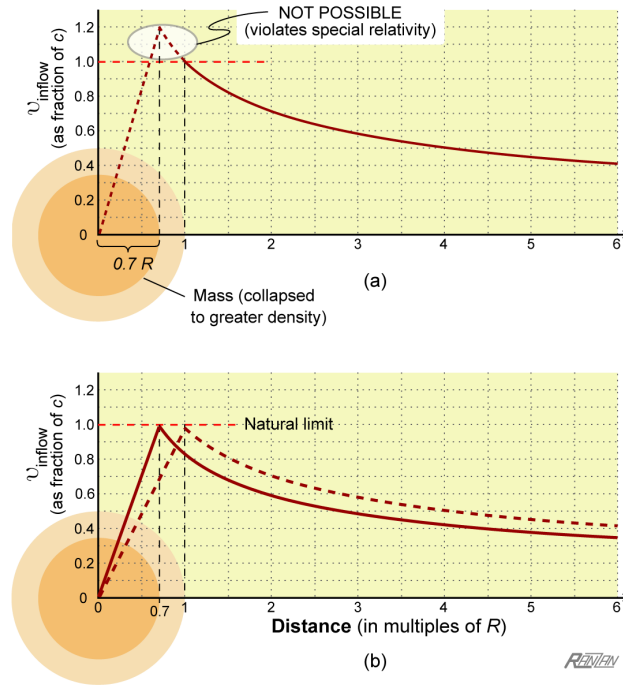 NOT POSSIBLE
(violates special relativity)
1.2
1.0
0.8
0.6
0.4
0.2
0
υinflow
(as fraction of c)
0 1 2 3 4 5 6
0.7 R
(a)
Mass (collapsed
to greater density)
1.2
1.0
0.8
0.6
0.4
0.2
0
υinflow
(as fraction of c)
Natural limit
0 0.7 1 2 3 4 5 6
Distance (in multiples of R)
(b)
RANTAN